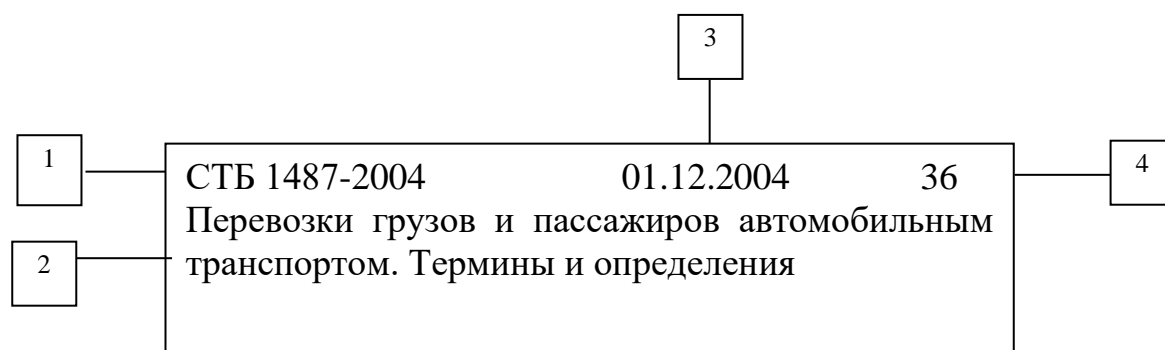 3
1
4
СТБ 1487-2004 01.12.2004 36
Перевозки грузов и пассажиров автомобильным
2
транспортом. Термины и определения